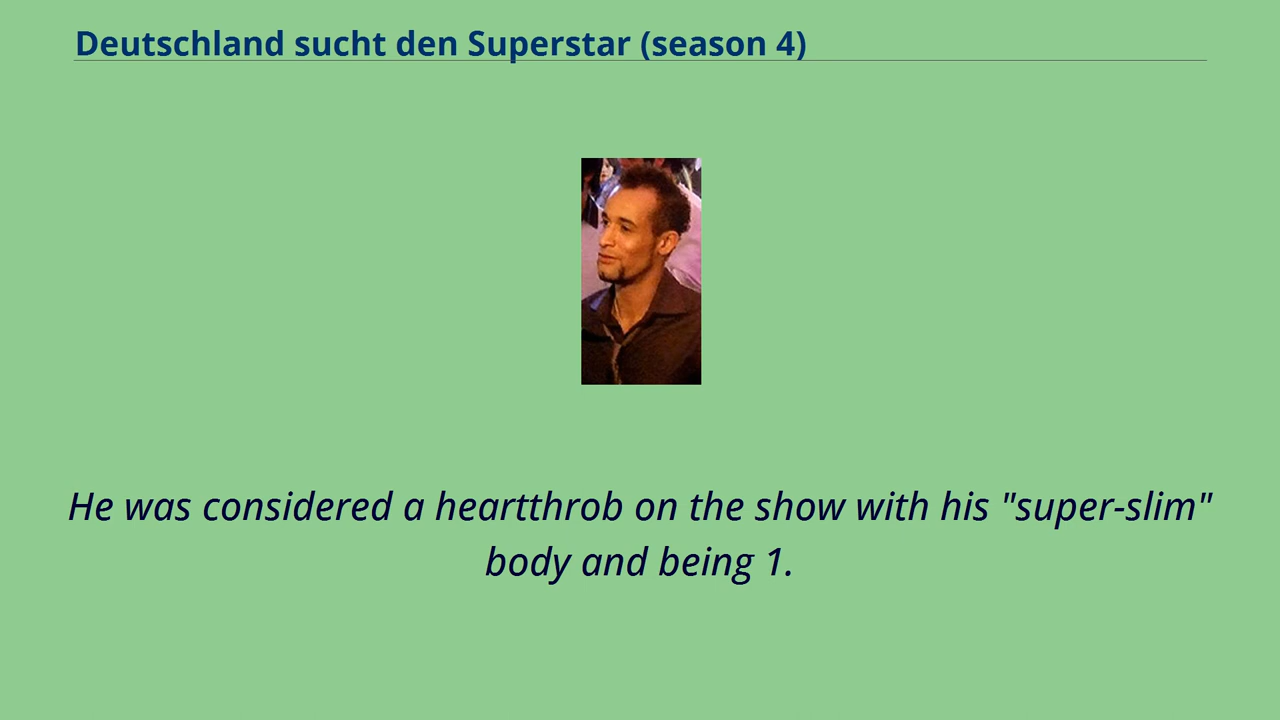 Deutschland sucht den Superstar (season 4)
He was considered a heartthrob on the show with his "super-slim"
body and being 1.